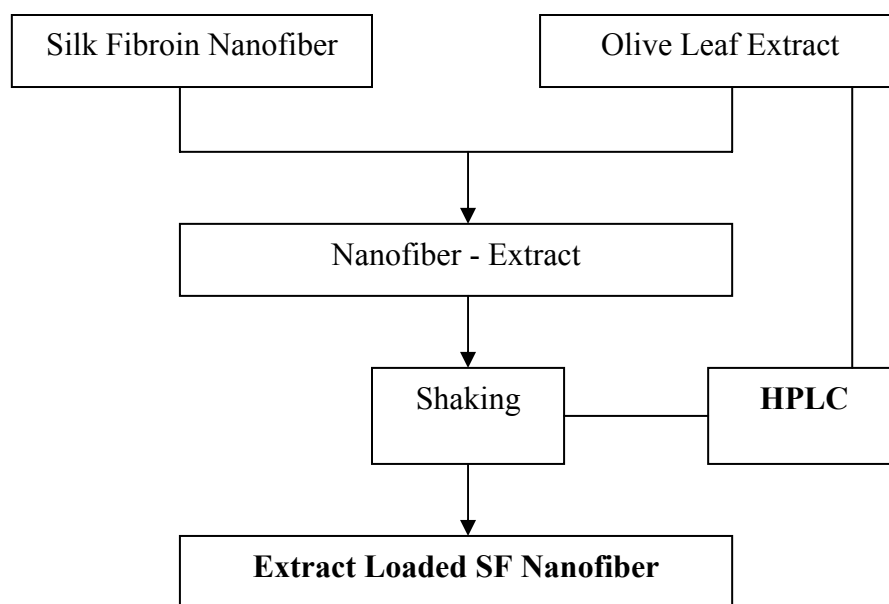 Silk Fibroin Nanofiber
Olive Leaf Extract
Nanofiber - Extract
Shaking
HPLC
Extract Loaded SF Nanofiber